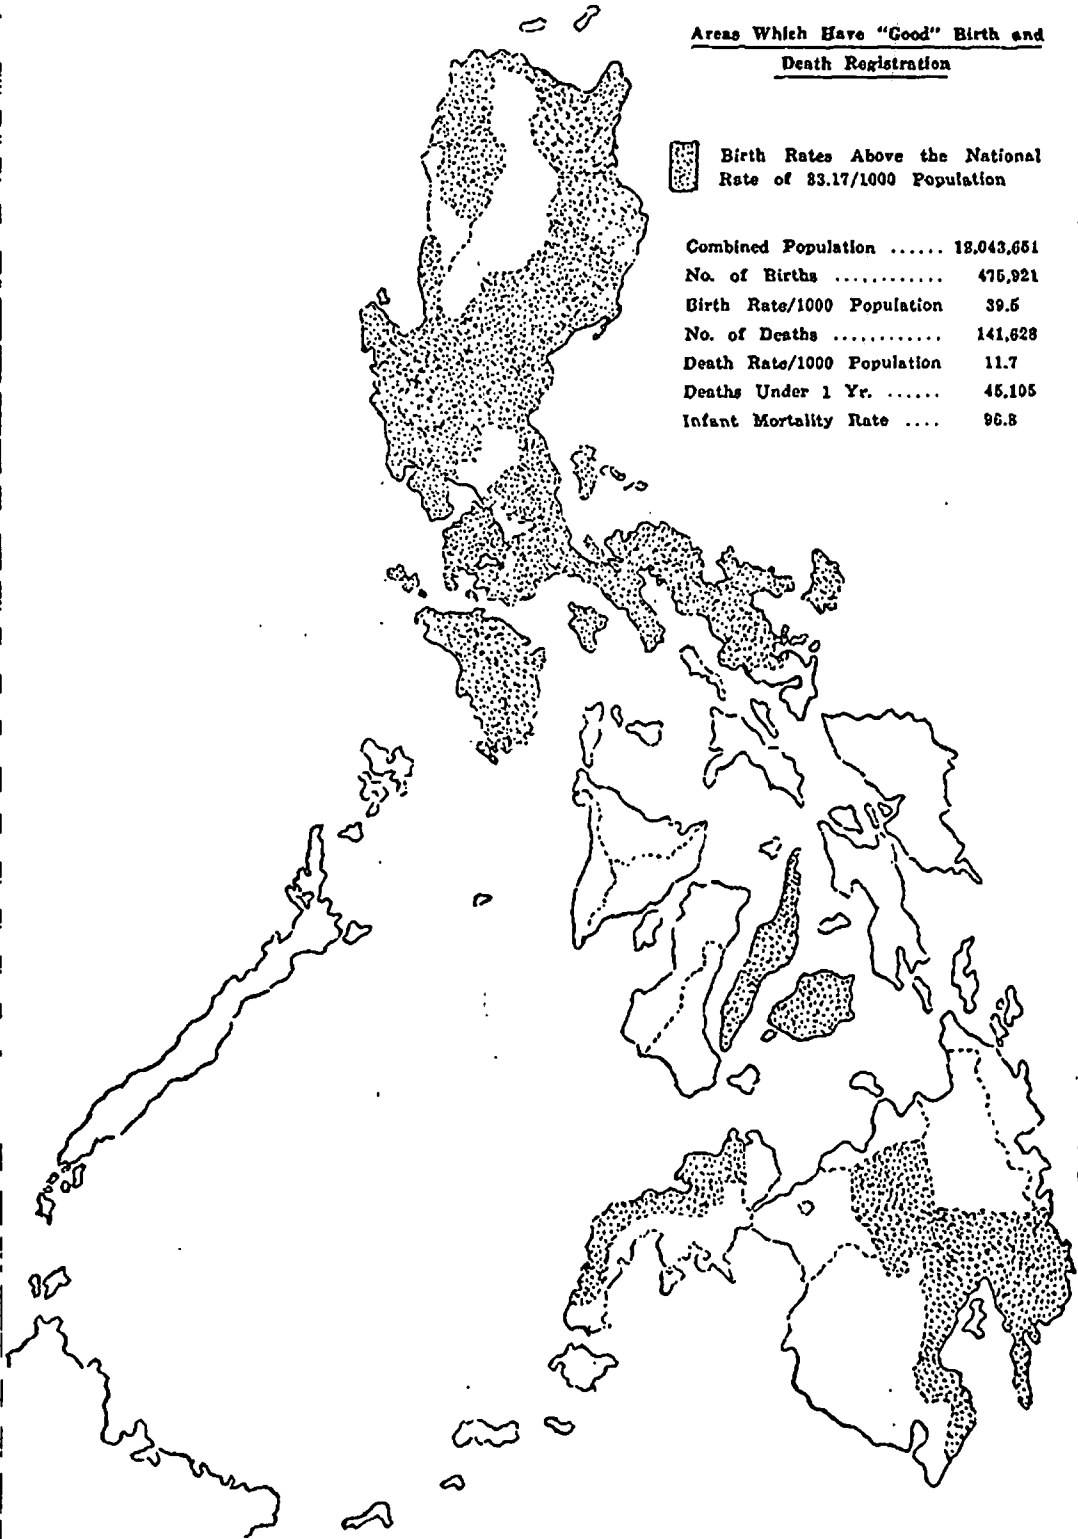 Areas Which Have "Good" Birth and
Death Registration
Birth Rates Above the National
Rate of 33.17/1000 Population
Combined Population ...... 12,043,651
No. of Births ............ 475,921
Birth Rate/1000 Population 39.5
No. of Deaths ............ 141,628
Death Rate/1000 Population 11.7
Deaths Under 1 Yr. ...... 46,105
Infant Mortality Rate .... 96.8